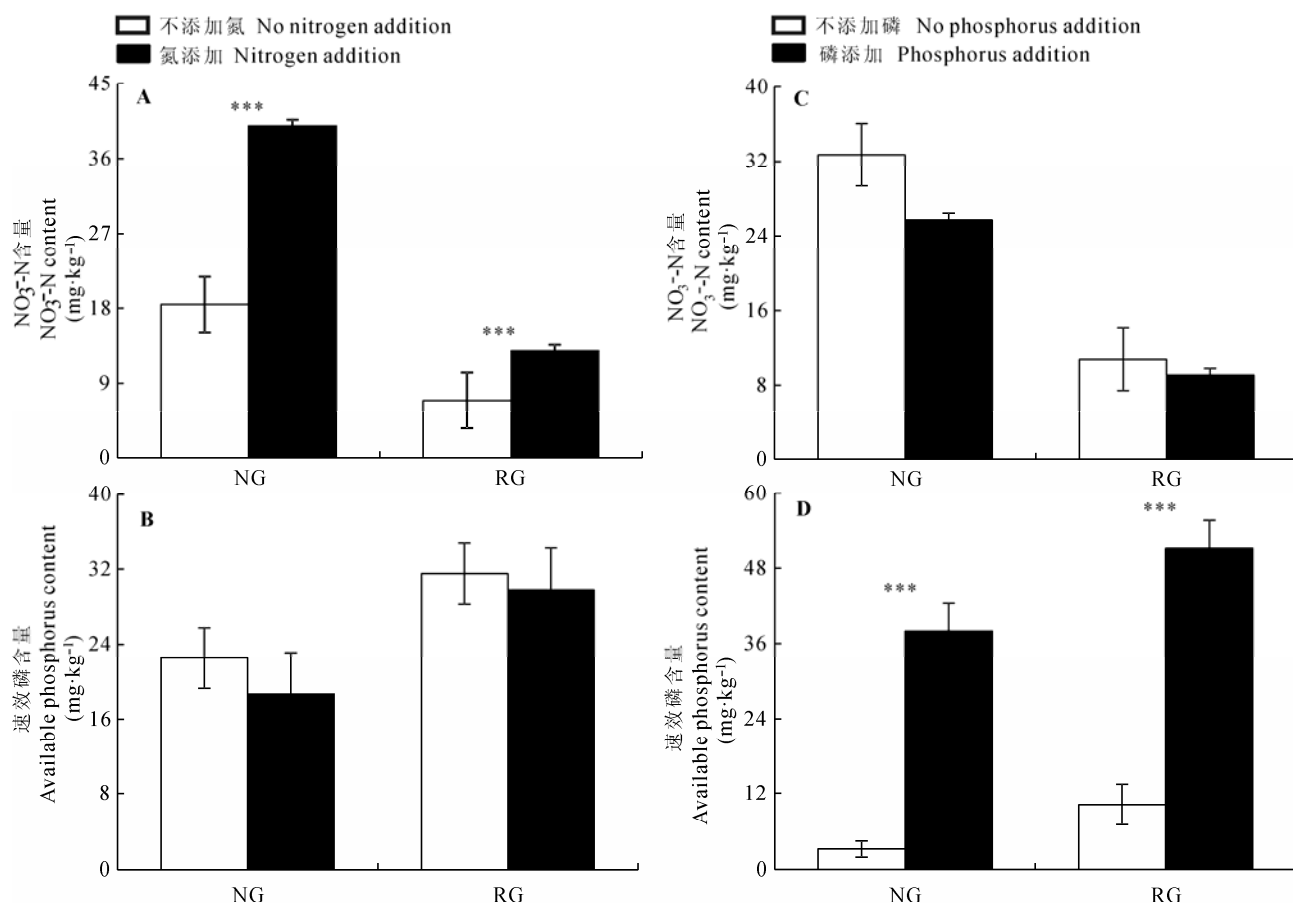 不添加氮 No nitrogen addition
氮添加 Nitrogen addition
不添加磷 No phosphorus addition
磷添加 Phosphorus addition
A
***
***
45
36
27
18
9
0
NO₃⁻-N含量
NO₃⁻-N content
(mg·kg⁻¹)
NG
RG
C
40
32
24
16
8
0
NO₃⁻-N含量
NO₃⁻-N content
(mg·kg⁻¹)
NG
RG
B
40
32
24
16
8
0
速效磷含量
Available phosphorus content
(mg·kg⁻¹)
NG
RG
D
***
***
60
48
36
24
12
0
速效磷含量
Available phosphorus content
(mg·kg⁻¹)
NG
RG